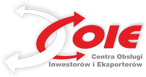 COIE
Centra Obsługi
Inwestorów i Eksporterów